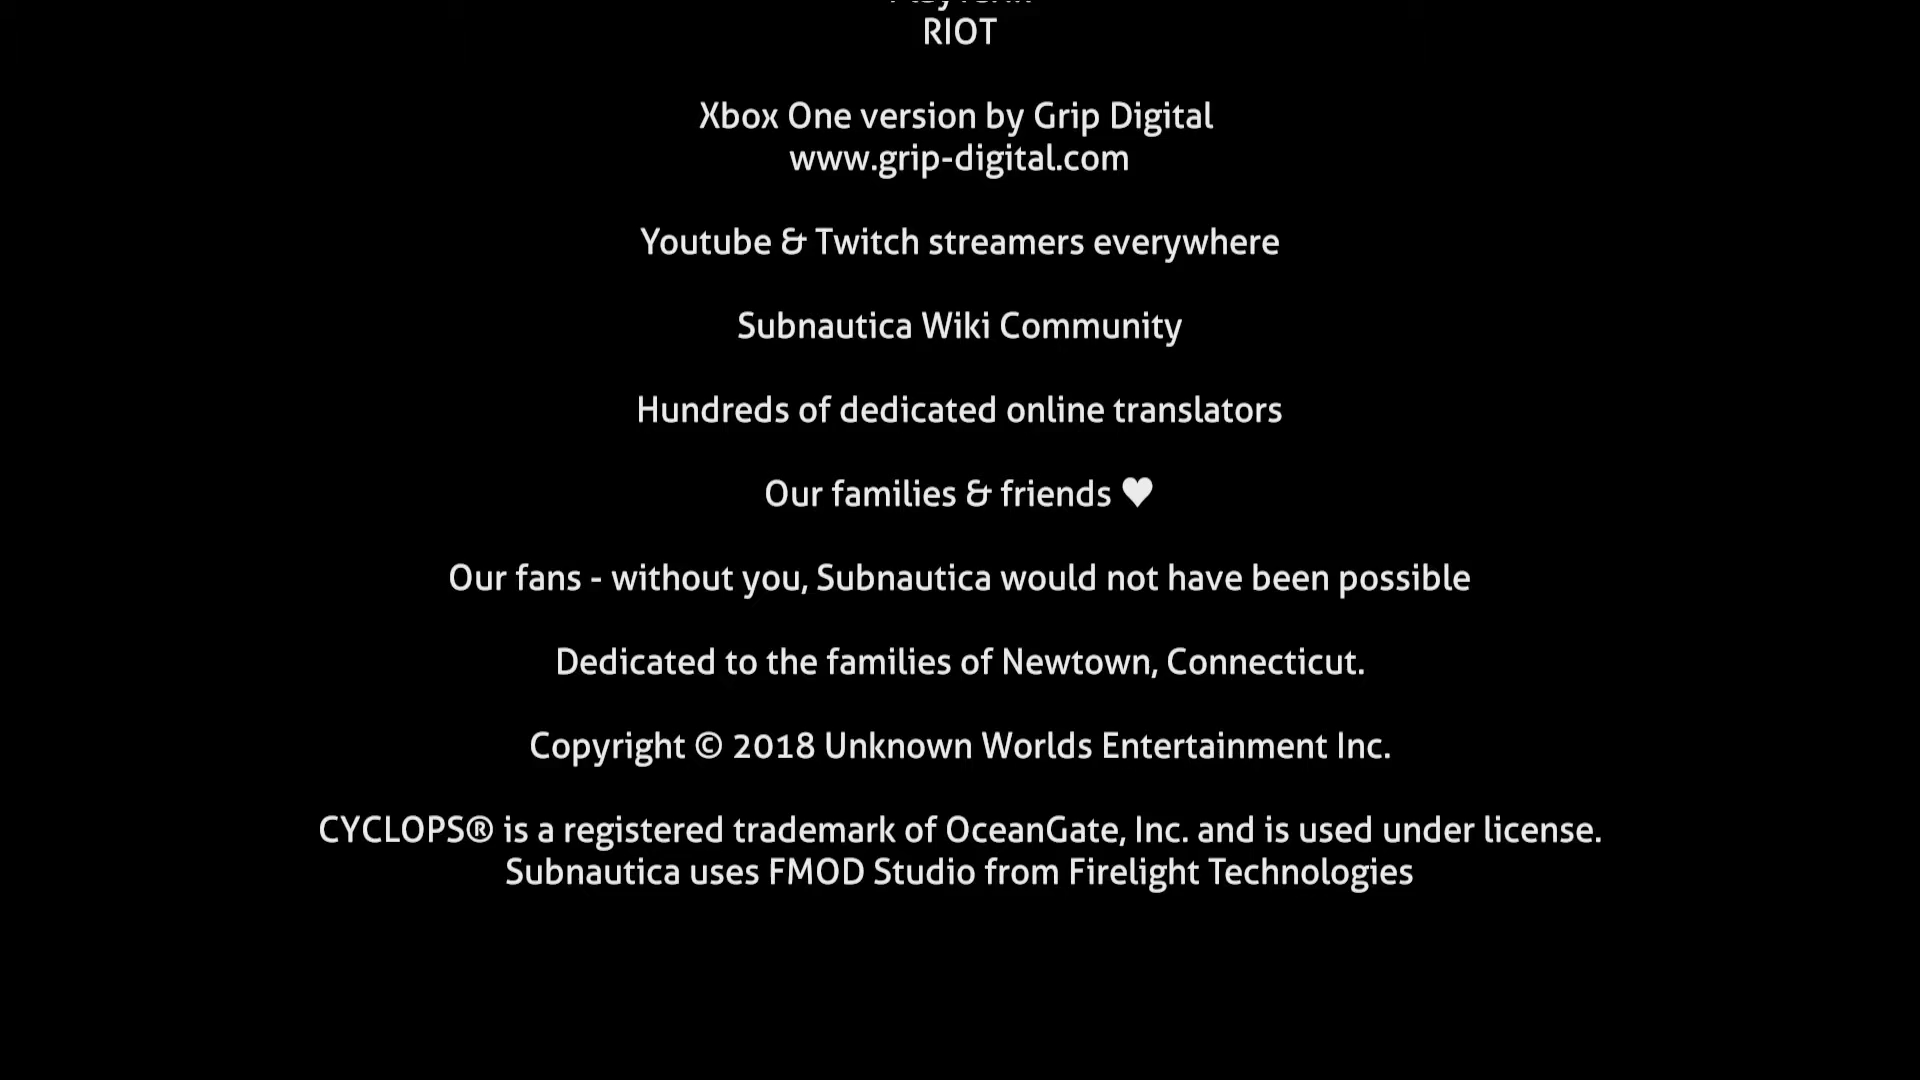 RIOT
Xbox One version by Grip Digital
www.grip-digital.com
Youtube & Twitch streamers everywhere
Subnautica Wiki Community
Hundreds of dedicated online translators
Our families & friends ♥
Our fans - without you, Subnautica would not have been possible
Dedicated to the families of Newtown, Connecticut.
Copyright © 2018 Unknown Worlds Entertainment Inc.
CYCLOPS® is a registered trademark of OceanGate, Inc. and is used under license.
Subnautica uses FMOD Studio from Firelight Technologies